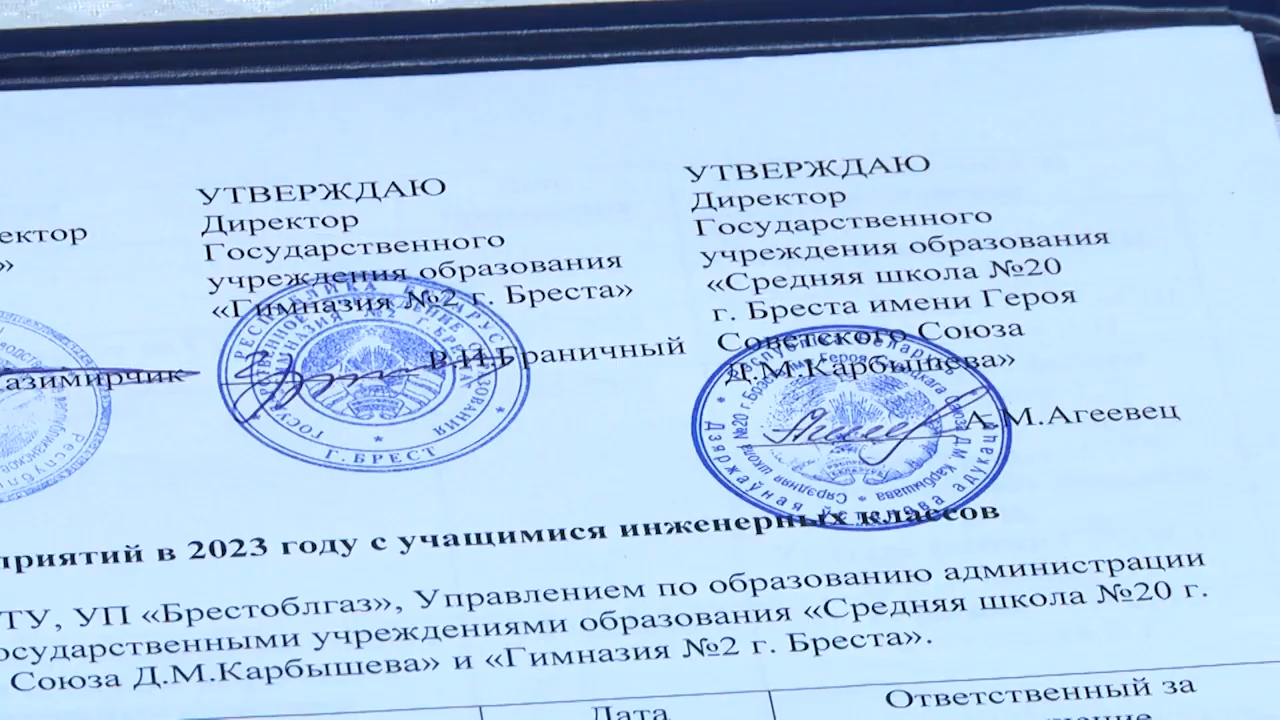 ектор
»
азимирчик
УТВЕРЖДАЮ
Директор
Государственного
учреждения образования
«Гимназия №2 г. Бреста»
В.И.Граничный
Г. БРЕСТ
УТВЕРЖДАЮ
Директор
Государственного
учреждения образования
«Средняя школа №20
г. Бреста имени Героя
Советского Союза
Д.М.Карбышева»
А.М.Агеевец
приятий в 2023 году с учащимися инженерных классов
ТУ, УП «Брестоблгаз», Управлением по образованию администрации
осударственными учреждениями образования «Средняя школа №20 г.
Союза Д.М.Карбышева» и «Гимназия №2 г. Бреста».
Дата
Ответственный за